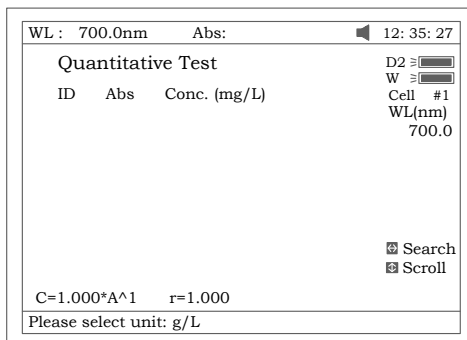 WL : 700.0nm Abs: 12: 35: 27
Quantitative Test
D2
W
ID Abs Conc. (mg/L)
Cell #1
WL(nm)
700.0
Search
Scroll
C=1.000*A^1 r=1.000
Please select unit: g/L